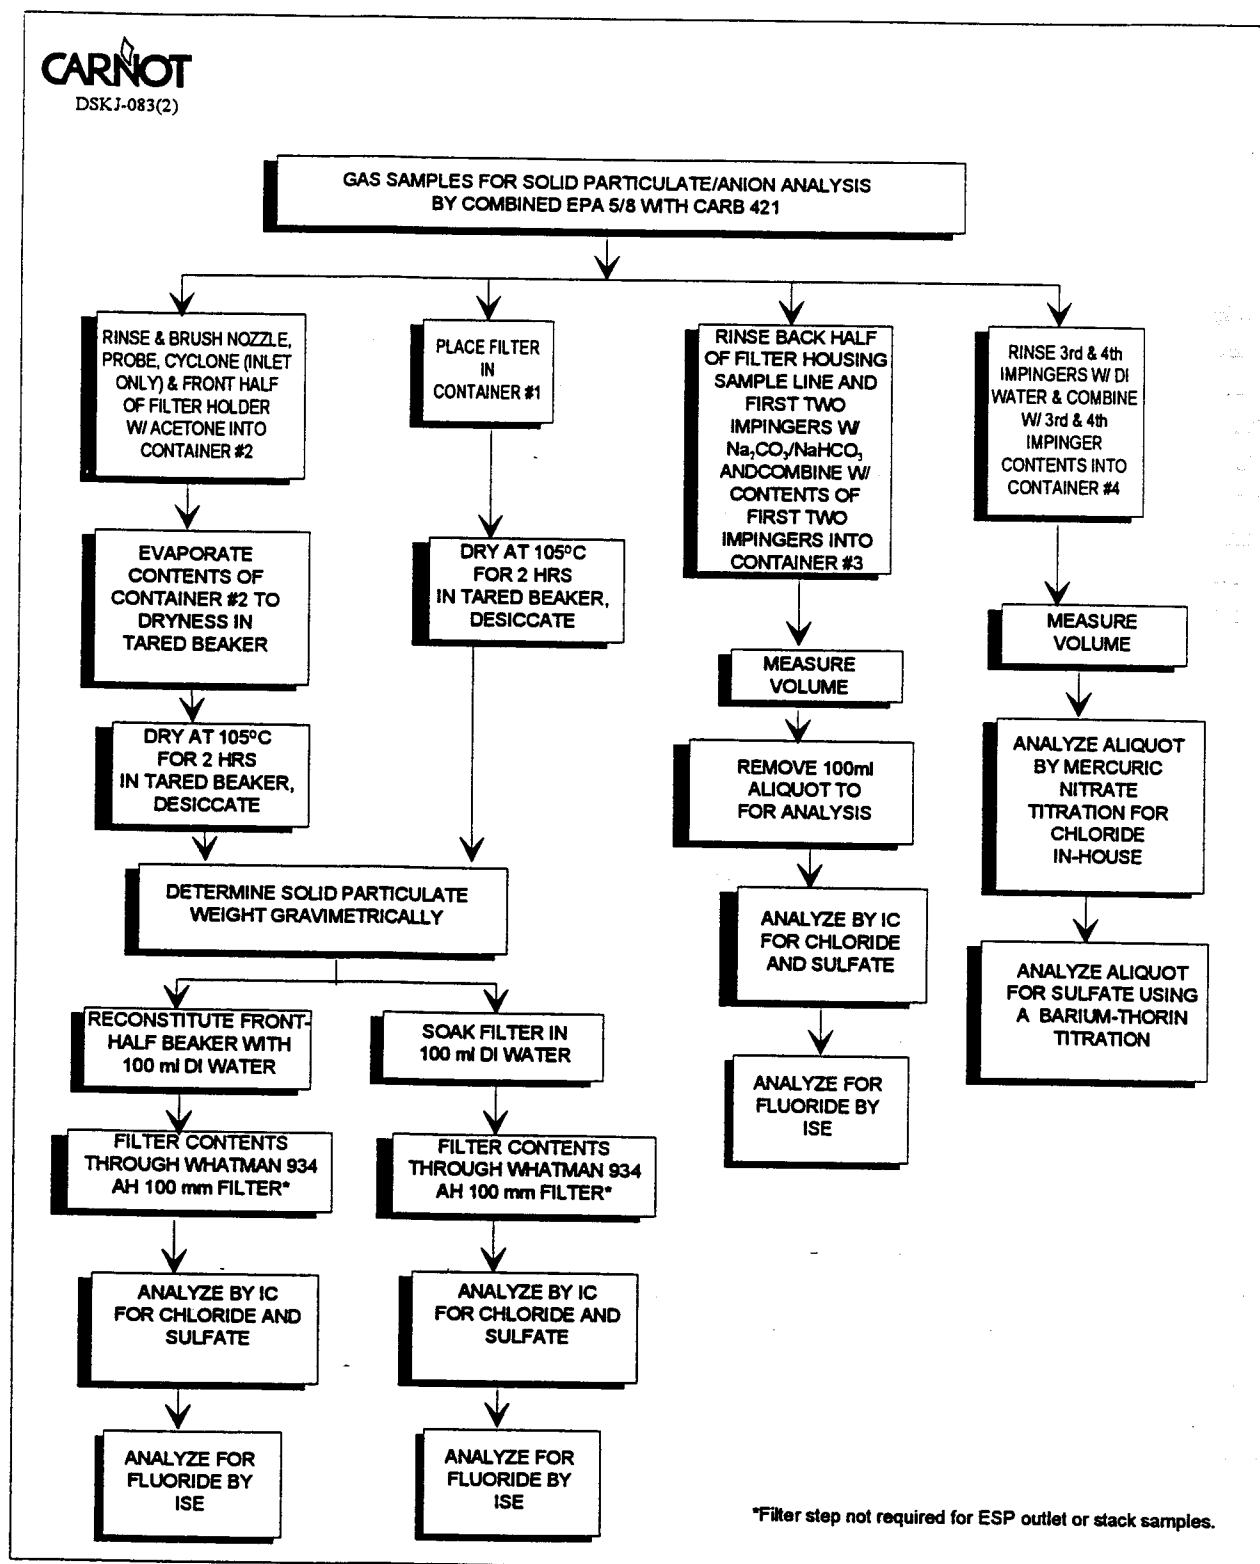 CARNOT
DSKJ-083(2)
GAS SAMPLES FOR SOLID PARTICULATE/ANION ANALYSIS
BY COMBINED EPA 5/8 WITH CARB 421
RINSE & BRUSH NOZZLE,
PROBE, CYCLONE (INLET
ONLY) & FRONT HALF
OF FILTER HOLDER
W/ ACETONE INTO
CONTAINER #2
EVAPORATE
CONTENTS OF
CONTAINER #2 TO
DRYNESS IN
TARED BEAKER
DRY AT 105ºC
FOR 2 HRS
IN TARED BEAKER,
DESICCATE
PLACE FILTER
IN
CONTAINER #1
DRY AT 105ºC
FOR 2 HRS
IN TARED BEAKER,
DESICCATE
DETERMINE SOLID PARTICULATE
WEIGHT GRAVIMETRICALLY
RECONSTITUTE FRONT-
HALF BEAKER WITH
100 ml DI WATER
FILTER CONTENTS
THROUGH WHATMAN 934
AH 100 mm FILTER*
ANALYZE BY IC
FOR CHLORIDE AND
SULFATE
ANALYZE FOR
FLUORIDE BY
ISE
SOAK FILTER IN
100 ml DI WATER
FILTER CONTENTS
THROUGH WHATMAN 934
AH 100 mm FILTER*
ANALYZE BY IC
FOR CHLORIDE AND
SULFATE
ANALYZE FOR
FLUORIDE BY
ISE
RINSE BACK HALF
OF FILTER HOUSING
SAMPLE LINE AND
FIRST TWO
IMPINGERS W/
Na₂CO₃/NaHCO₃
ANDCOMBINE W/
CONTENTS OF
FIRST TWO
IMPINGERS INTO
CONTAINER #3
MEASURE
VOLUME
REMOVE 100ml
ALIQUOT TO
FOR ANALYSIS
ANALYZE BY IC
FOR CHLORIDE
AND SULFATE
ANALYZE FOR
FLUORIDE BY
ISE
RINSE 3rd & 4th
IMPINGERS W/ DI
WATER & COMBINE
W/ 3rd & 4th
IMPINGER
CONTENTS INTO
CONTAINER #4
MEASURE
VOLUME
ANALYZE ALIQUOT
BY MERCURIC
NITRATE
TITRATION FOR
CHLORIDE
IN-HOUSE
ANALYZE ALIQUOT
FOR SULFATE USING
A BARIUM-THORIN
TITRATION
*Filter step not required for ESP outlet or stack samples.